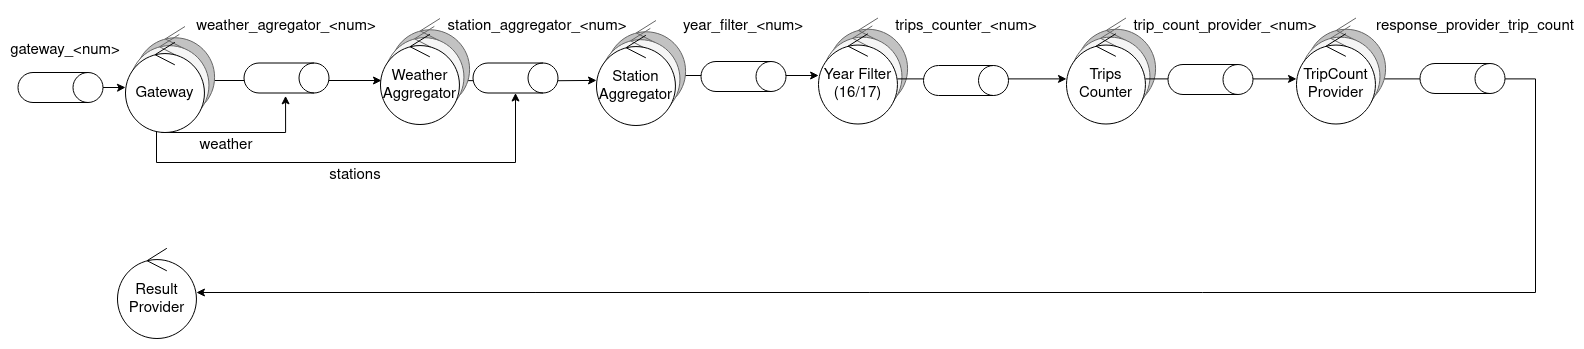 weather_agregator_<num>
station_aggregator_<num>
year_filter_<num>
trips_counter_<num>
trip_count_provider_<num>
response_provider_trip_count
gateway_<num>
Gateway
Weather
Aggregator
Station
Aggregator
Year Filter
(16/17)
Trips
Counter
TripCount
Provider
weather
stations
Result
Provider